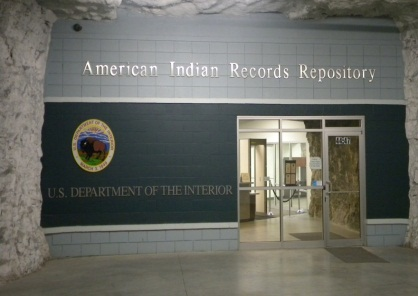 American Indian Records Repository
U.S. DEPARTMENT OF THE INTERIOR